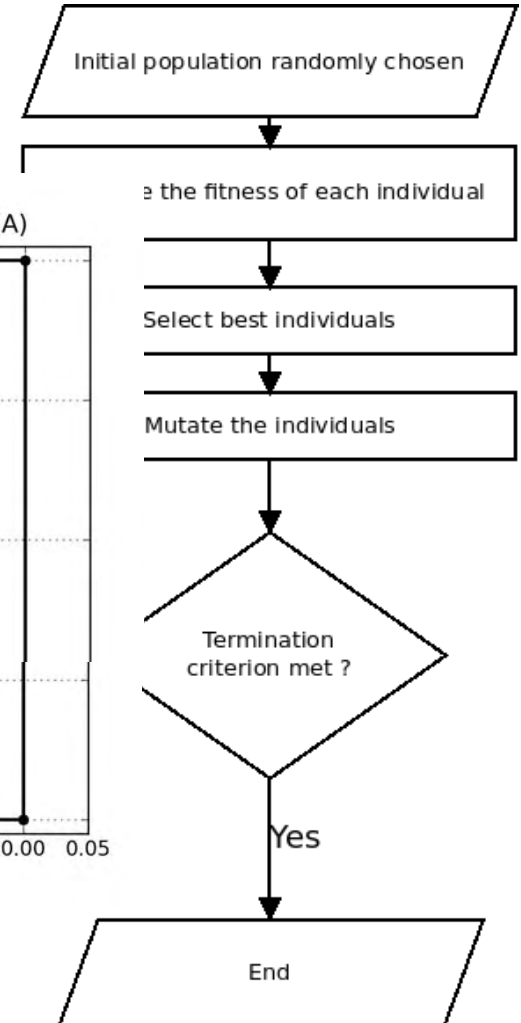 Initial population randomly chosen
the fitness of each individual
A)
Select best individuals
Mutate the individuals
Termination
criterion met ?
Yes
0.00 0.05
End